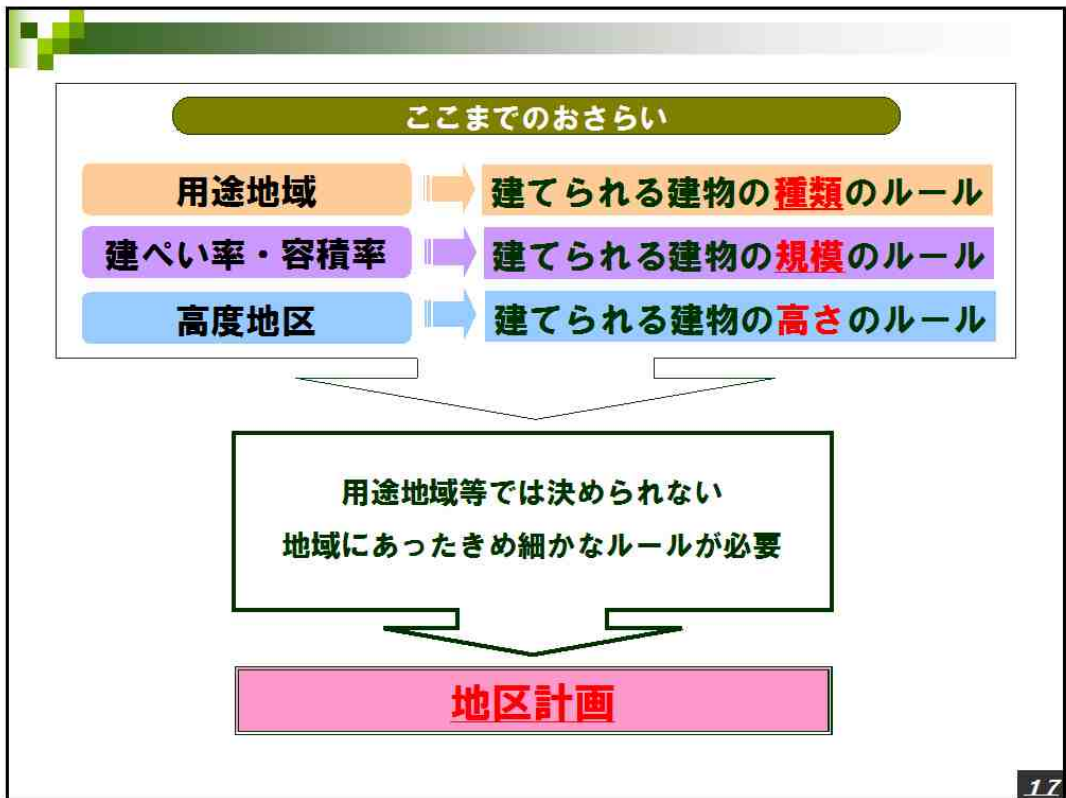 ここまでのおさらい
用途地域
建てられる建物の種類のルール
建ぺい率・容積率
建てられる建物の規模のルール
高度地区
建てられる建物の高さのルール
用途地域等では決められない
地域にあったきめ細かなルールが必要
地区計画
17